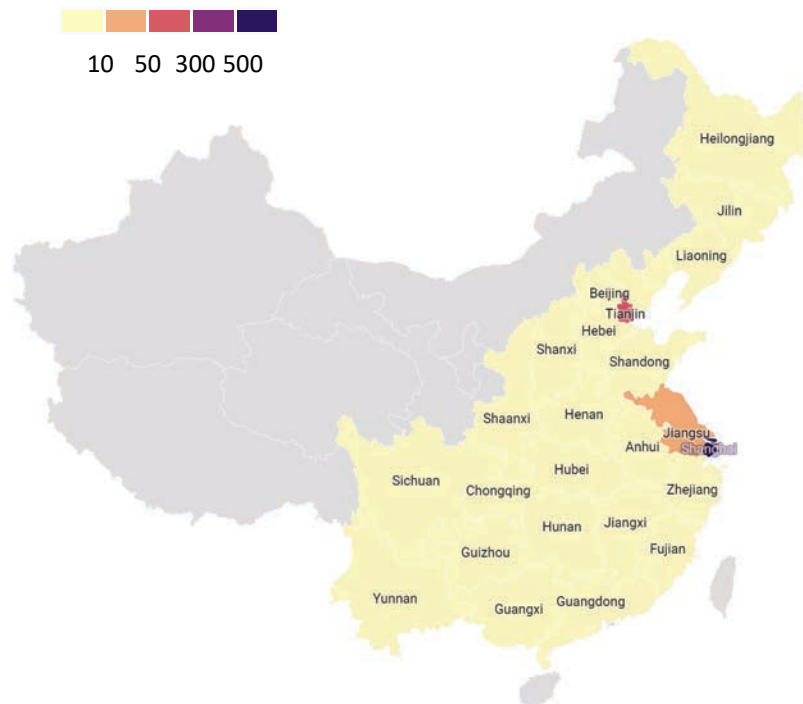 10 50 300 500
Heilongjiang
Jilin
Liaoning
Beijing
Tianjin
Hebei
Shanxi
Shandong
Shaanxi
Henan
Jiangsu
Anhui
Shanghai
Hubei
Sichuan
Chongqing
Zhejiang
Hunan
Jiangxi
Fujian
Guizhou
Yunnan
Guangxi
Guangdong